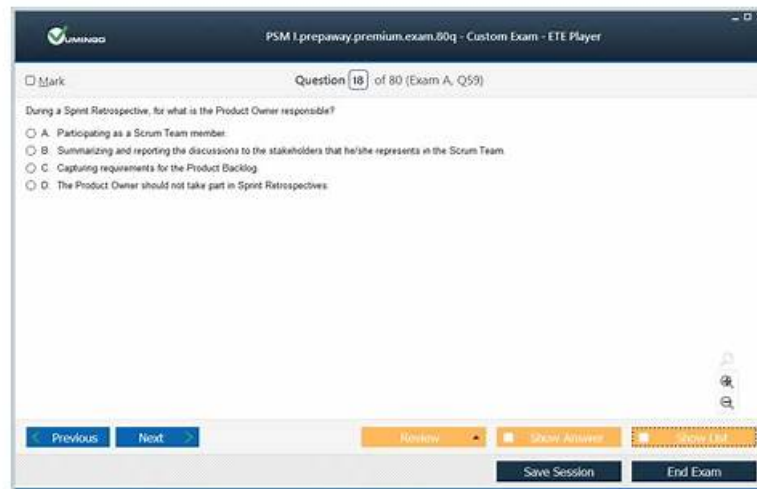 VUMINGO
PSM I.prepaway.premium.exam.80q - Custom Exam - ETE Player
Mark
Question 18 of 80 (Exam A, Q59)
During a Sprint Retrospective, for what is the Product Owner responsible?
A. Participating as a Scrum Team member.
B. Summarizing and reporting the discussions to the stakeholders that he/she represents in the Scrum Team.
C. Capturing requirements for the Product Backlog.
D. The Product Owner should not take part in Sprint Retrospectives.
Previous
Next
Review
Show Answer
Show List
Save Session
End Exam